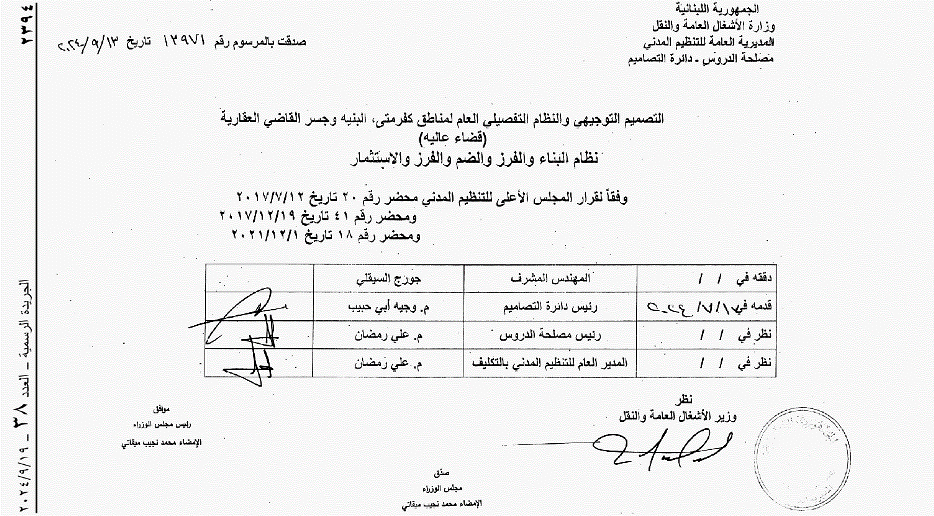 الجمهورية اللبنانية
وزارة الأشغال العامة والنقل
المديرية العامة للتنظيم المدني
مصلحة الدروس - دائرة التصاميم
صدقت بالمرسوم رقم ١٣٩٧١ تاريخ ٢٠٢٤/٩/١٣
٢٣٩٤
التصميم التوجيهي والنظام التفصيلي العام لمناطق كفرمتى، البنيه وجسر القاضي العقارية
(قضاء عاليه)
نظام البناء والفرز والضم والفرز والاستثمار
وفقاً لقرار المجلس الأعلى للتنظيم المدني محضر رقم ٢٠ تاريخ ٢٠١٧/٧/١٢
ومحضر رقم ٤١ تاريخ ٢٠١٧/١٢/١٩
ومحضر رقم ١٨ تاريخ ٢٠٢١/١٢/١
دققه في / / المهندس المشرف جورج السيقلي
قدمه في ٢٠٢٤/٧/١٠ رئيس دائرة التصاميم م. وجيه أبي حبيب
نظر في / / رئيس مصلحة الدروس م. علي رمضان
نظر في / / المدير العام للتنظيم المدني بالتكليف م. علي رمضان
نظر
وزير الأشغال العامة والنقل
موافق
رئيس مجلس الوزراء
الإمضاء محمد نجيب ميقاتي
صدّق
مجلس الوزراء
الإمضاء محمد نجيب ميقاتي
الجريدة الرسمية – العدد ٣٨ – ٢٠٢٤/٩/١٩